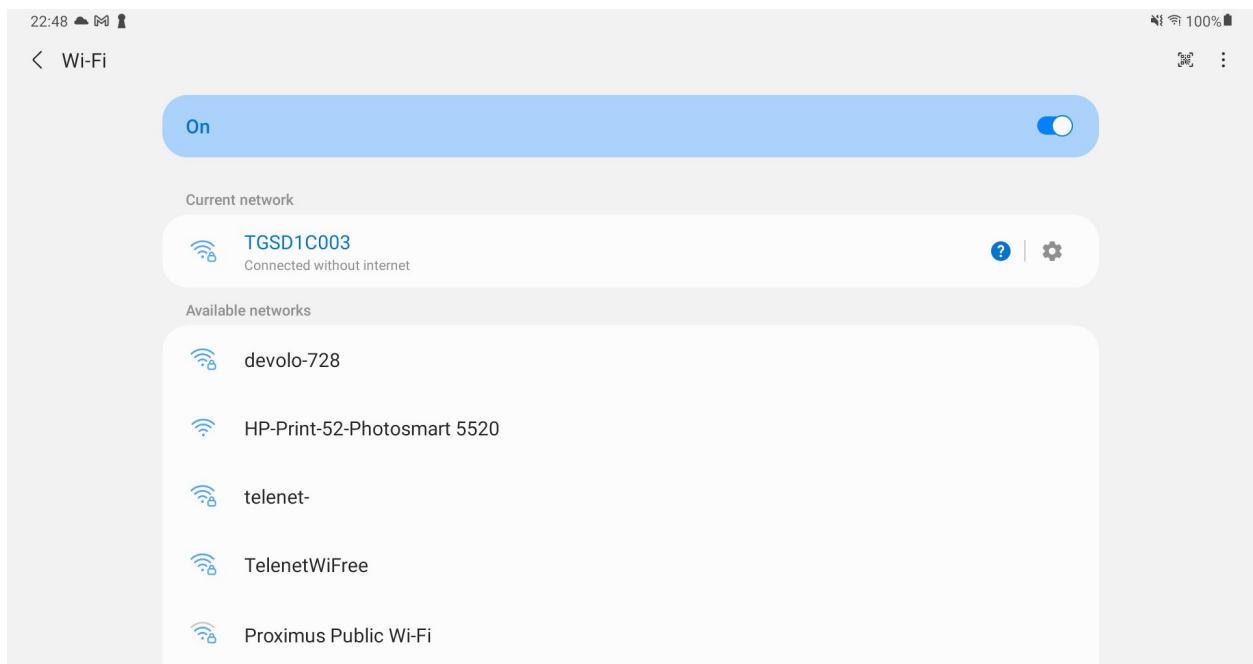 22:48 100%
Wi-Fi
On
Current network
TGSD1C003
Connected without internet
Available networks
devolo-728
HP-Print-52-Photosmart 5520
telenet-
TelenetWiFree
Proximus Public Wi-Fi